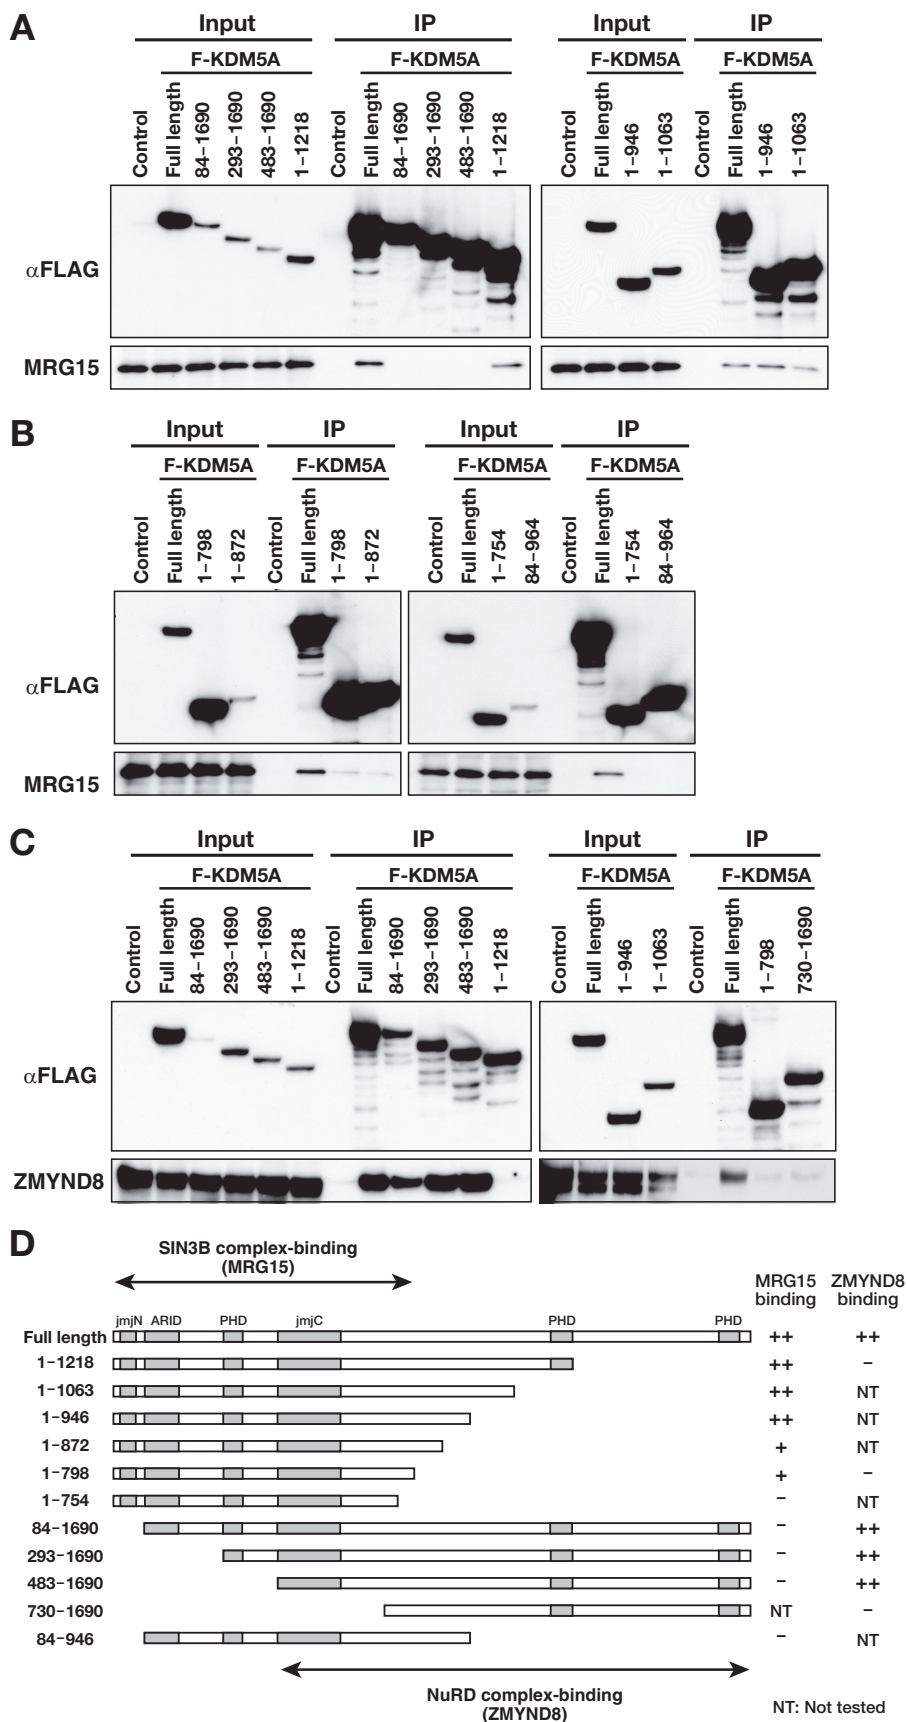 A
Input
IP
Input
IP
F-KDM5A
F-KDM5A
F-KDM5A
F-KDM5A
Control
Full length
84–1690
293–1690
483–1690
1–1218
Control
Full length
84–1690
293–1690
483–1690
1–1218
Control
Full length
1–946
1–1063
Control
Full length
1–946
1–1063
αFLAG
MRG15
B
Input
IP
Input
IP
F-KDM5A
F-KDM5A
F-KDM5A
F-KDM5A
Control
Full length
1–798
1–872
Control
Full length
1–798
1–872
Control
Full length
1–754
84–964
Control
Full length
1–754
84–964
αFLAG
MRG15
C
Input
IP
Input
IP
F-KDM5A
F-KDM5A
F-KDM5A
F-KDM5A
Control
Full length
84–1690
293–1690
483–1690
1–1218
Control
Full length
84–1690
293–1690
483–1690
1–1218
Control
Full length
1–946
1–1063
Control
Full length
1–798
730–1690
αFLAG
ZMYND8
D
SIN3B complex-binding
(MRG15)
MRG15 binding
ZMYND8 binding
jmjN ARID PHD jmjC PHD PHD
Full length ++ ++
1–1218 ++ –
1–1063 ++ NT
1–946 ++ NT
1–872 + NT
1–798 + –
1–754 – NT
84–1690 – ++
293–1690 – ++
483–1690 – ++
730–1690 NT –
84–946 – NT
NuRD complex-binding
(ZMYND8)
NT: Not tested